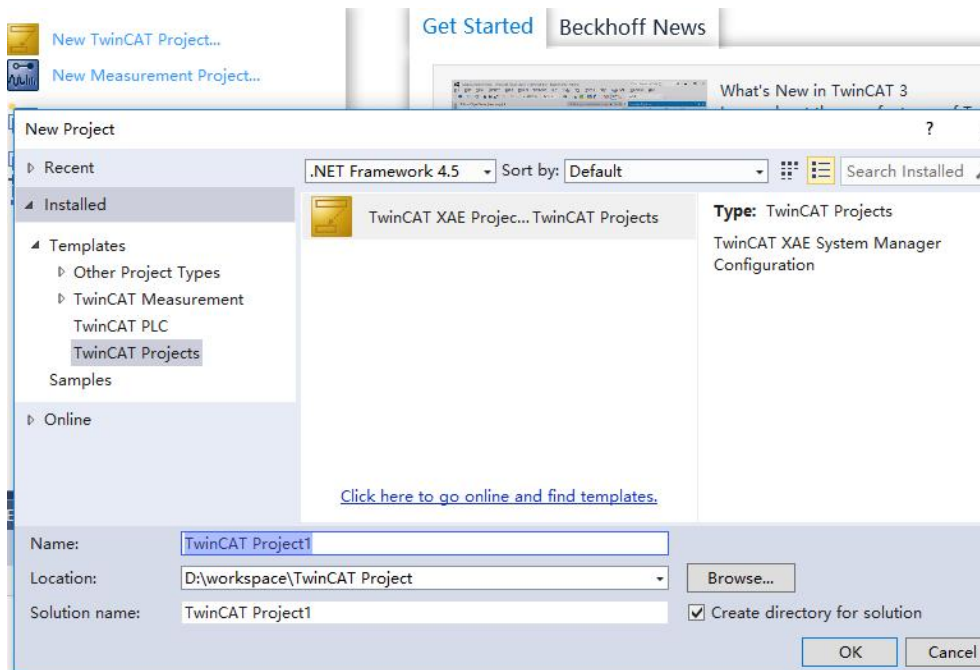 New TwinCAT Project...
New Measurement Project...
Get Started
Beckhoff News
What's New in TwinCAT 3
New Project
?
Recent
.NET Framework 4.5
Sort by:
Default
Search Installed
Installed
Templates
Other Project Types
TwinCAT Measurement
TwinCAT PLC
TwinCAT Projects
Samples
Online
TwinCAT XAE Projec... TwinCAT Projects
Type: TwinCAT Projects
TwinCAT XAE System Manager
Configuration
Click here to go online and find templates.
Name:
TwinCAT Project1
Location:
D:\workspace\TwinCAT Project
Browse...
Solution name:
TwinCAT Project1
Create directory for solution
OK
Cancel